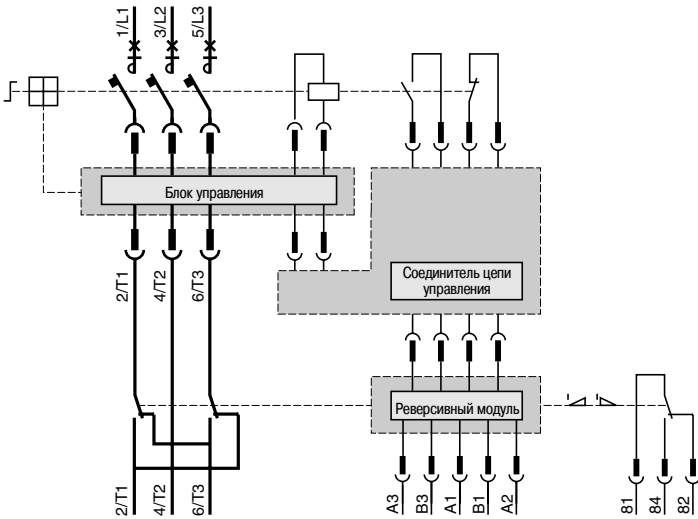 1/L1
3/L2
5/L3
Блок управления
2/T1
4/T2
6/T3
Соединитель цепи
управления
Реверсивный модуль
2/T1
4/T2
6/T3
A3
B3
A1
B1
A2
81
84
82